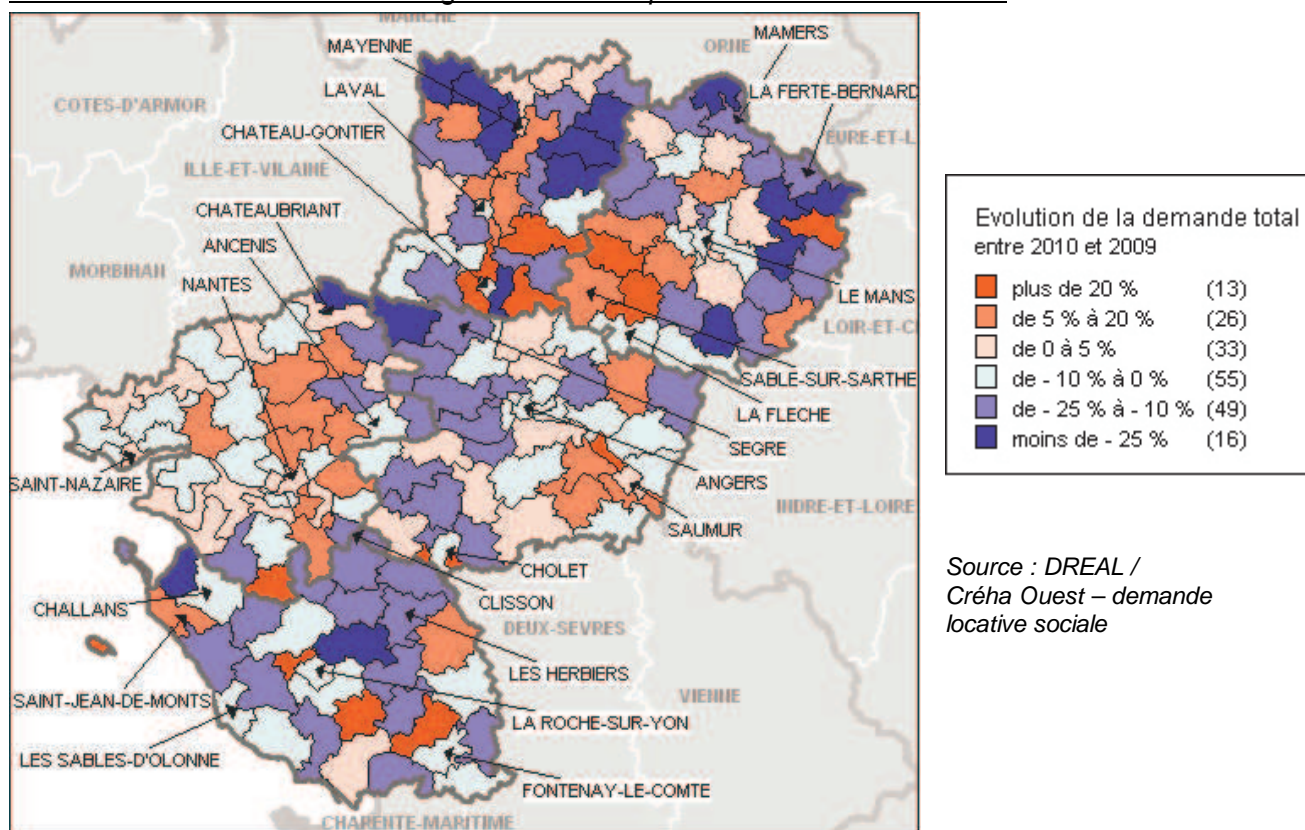 MANCHE
ORNE
MAMERS
MAYENNE
COTES-D'ARMOR
LAVAL
LA FERTE-BERNARD
CHATEAU-GONTIER
EURE-ET-L
ILLE-ET-VILAINE
CHATEAUBRIANT
ANCENIS
MORBIHAN
NANTES
LE MANS
LOIR-ET-C
SABLE-SUR-SARTHE
LA FLECHE
SEGRE
SAINT-NAZAIRE
ANGERS
INDRE-ET-LOIRE
SAUMUR
CHOLET
CHALLANS
CLISSON
DEUX-SEVRES
LES HERBIERS
SAINT-JEAN-DE-MONTS
VIENNE
LA ROCHE-SUR-YON
LES SABLES-D'OLONNE
FONTENAY-LE-COMTE
CHARENTE-MARITIME
Evolution de la demande total
entre 2010 et 2009
plus de 20 % (13)
de 5 % à 20 % (26)
de 0 à 5 % (33)
de - 10 % à 0 % (55)
de - 25 % à - 10 % (49)
moins de - 25 % (16)
Source : DREAL /
Créha Ouest – demande
locative sociale